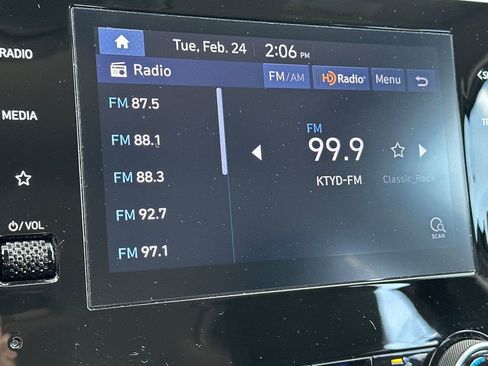 RADIO
MEDIA
⏻/VOL
Tue, Feb. 24 2:06 PM
Radio FM/AM HD Radio Menu
FM 87.5
FM 88.1
FM 88.3
FM 92.7
FM 97.1
FM
99.9
KTYD-FM Classic_Rock
SCAN